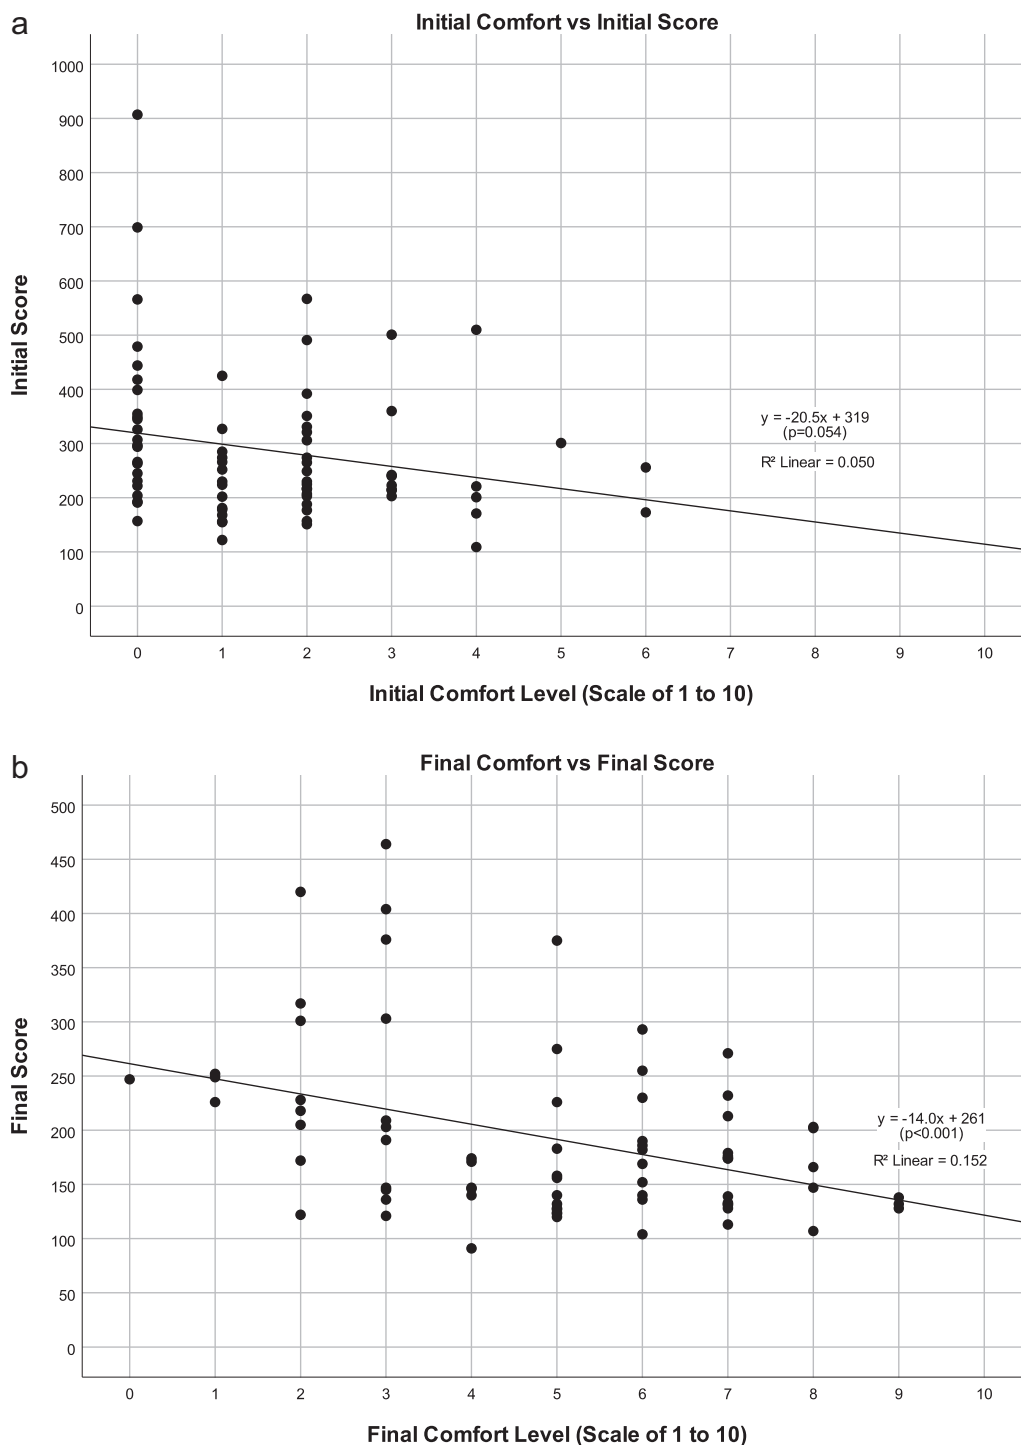 a
Initial Comfort vs Initial Score
1000
900
800
700
600
500
400
300
200
100
0
Initial Score
y = -20.5x + 319
(p=0.054)
R² Linear = 0.050
0 1 2 3 4 5 6 7 8 9 10
Initial Comfort Level (Scale of 1 to 10)
b
Final Comfort vs Final Score
500
450
400
350
300
250
200
150
100
50
0
Final Score
y = -14.0x + 261
(p<0.001)
R² Linear = 0.152
0 1 2 3 4 5 6 7 8 9 10
Final Comfort Level (Scale of 1 to 10)